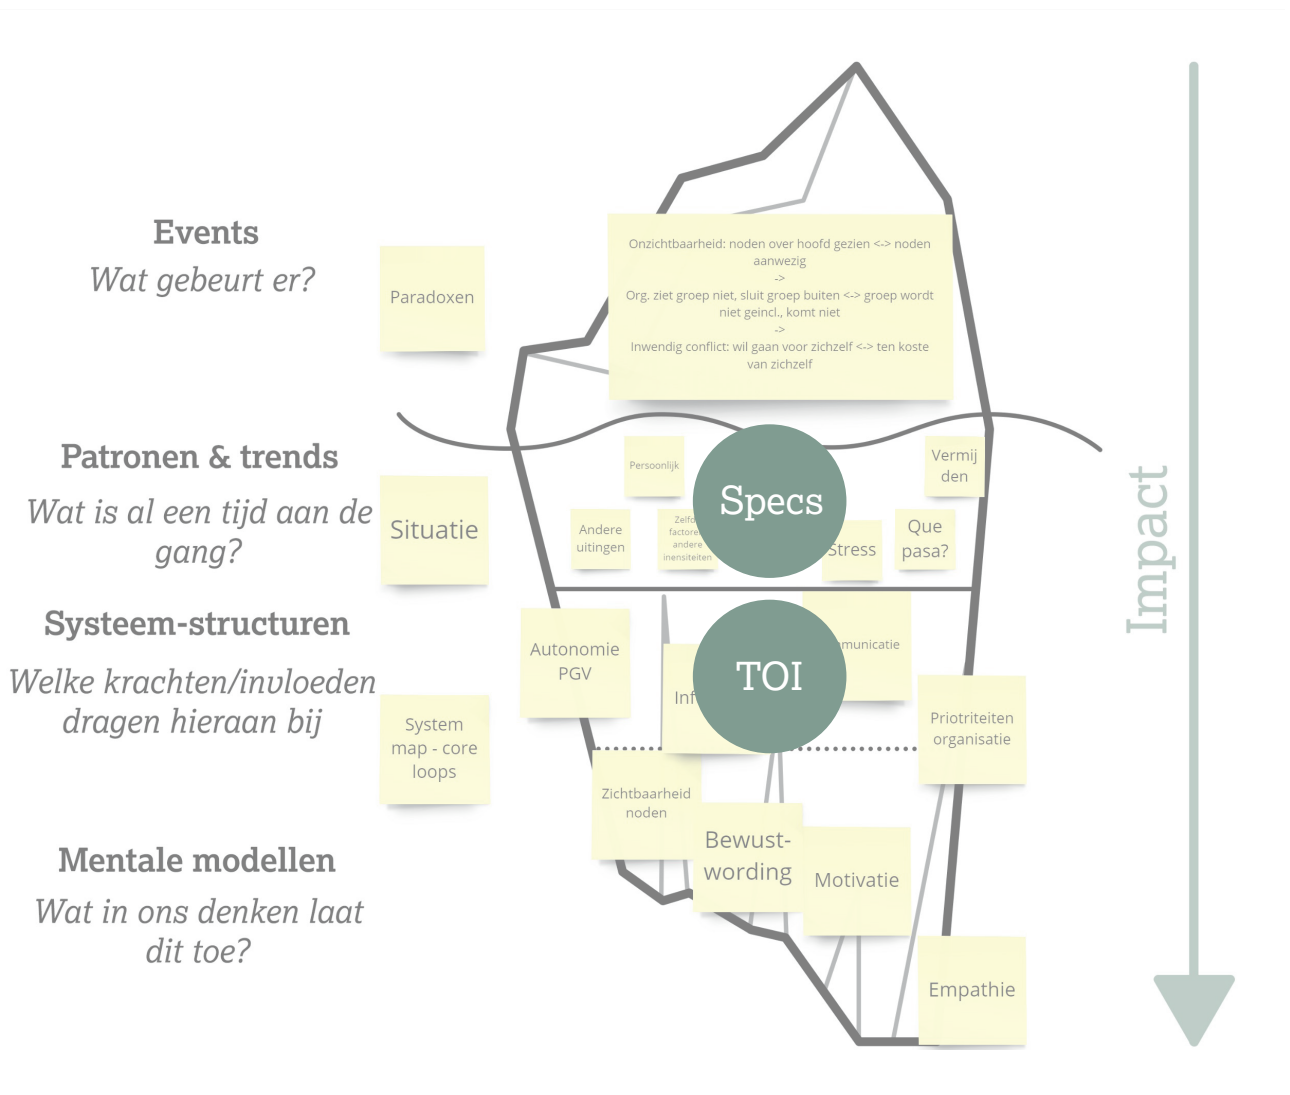 Events
Wat gebeurt er?
Paradoxen
Onzichtbaarheid: noden over hoofd gezien <-> noden
aanwezig
->
Org. ziet groep niet, sluit groep buiten <-> groep wordt
niet geincl., komt niet
->
Inwendig conflict: wil gaan voor zichzelf <-> ten koste
van zichzelf
Patronen & trends
Wat is al een tijd aan de
gang?
Situatie
Persoonlijk
Andere
uitingen
andere
inensiteiten
Specs
Stress
Vermij
den
Que
pasa?
Systeem-structuren
Welke krachten/invloeden
dragen hieraan bij
System
map - core
loops
Autonomie
PGV
TOI
Priotriteiten
organisatie
Zichtbaarheid
noden
Bewust-
wording
Motivatie
Mentale modellen
Wat in ons denken laat
dit toe?
Empathie
Impact